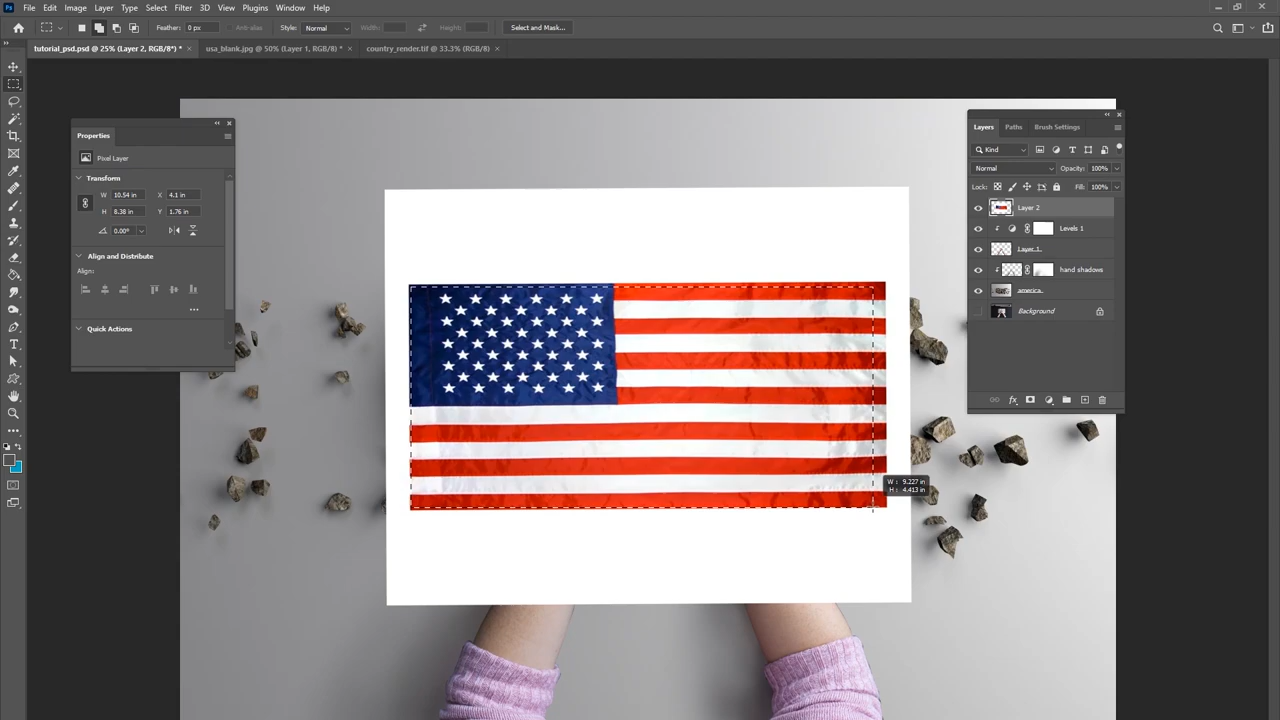 Ps File Edit Image Layer Type Select Filter 3D View Plugins Window Help
Feather: 0 px Anti-alias Style: Normal Width: Height: Select and Mask...
tutorial_psd.psd @ 25% (Layer 2, RGB/8*) * × usa_blank.jpg @ 50% (Layer 1, RGB/8) * × country_render.tif @ 33.3% (RGB/8) ×
Properties
Pixel Layer
Transform
W 10.54 in X 4.1 in
H 8.38 in Y 1.76 in
0.00°
Align and Distribute
Align:
Quick Actions
W : 9.227 in
H : 4.413 in
Layers Paths Brush Settings
Kind
Normal Opacity: 100%
Lock: Fill: 100%
Layer 2
Levels 1
Layer 1
hand shadows
america
Background